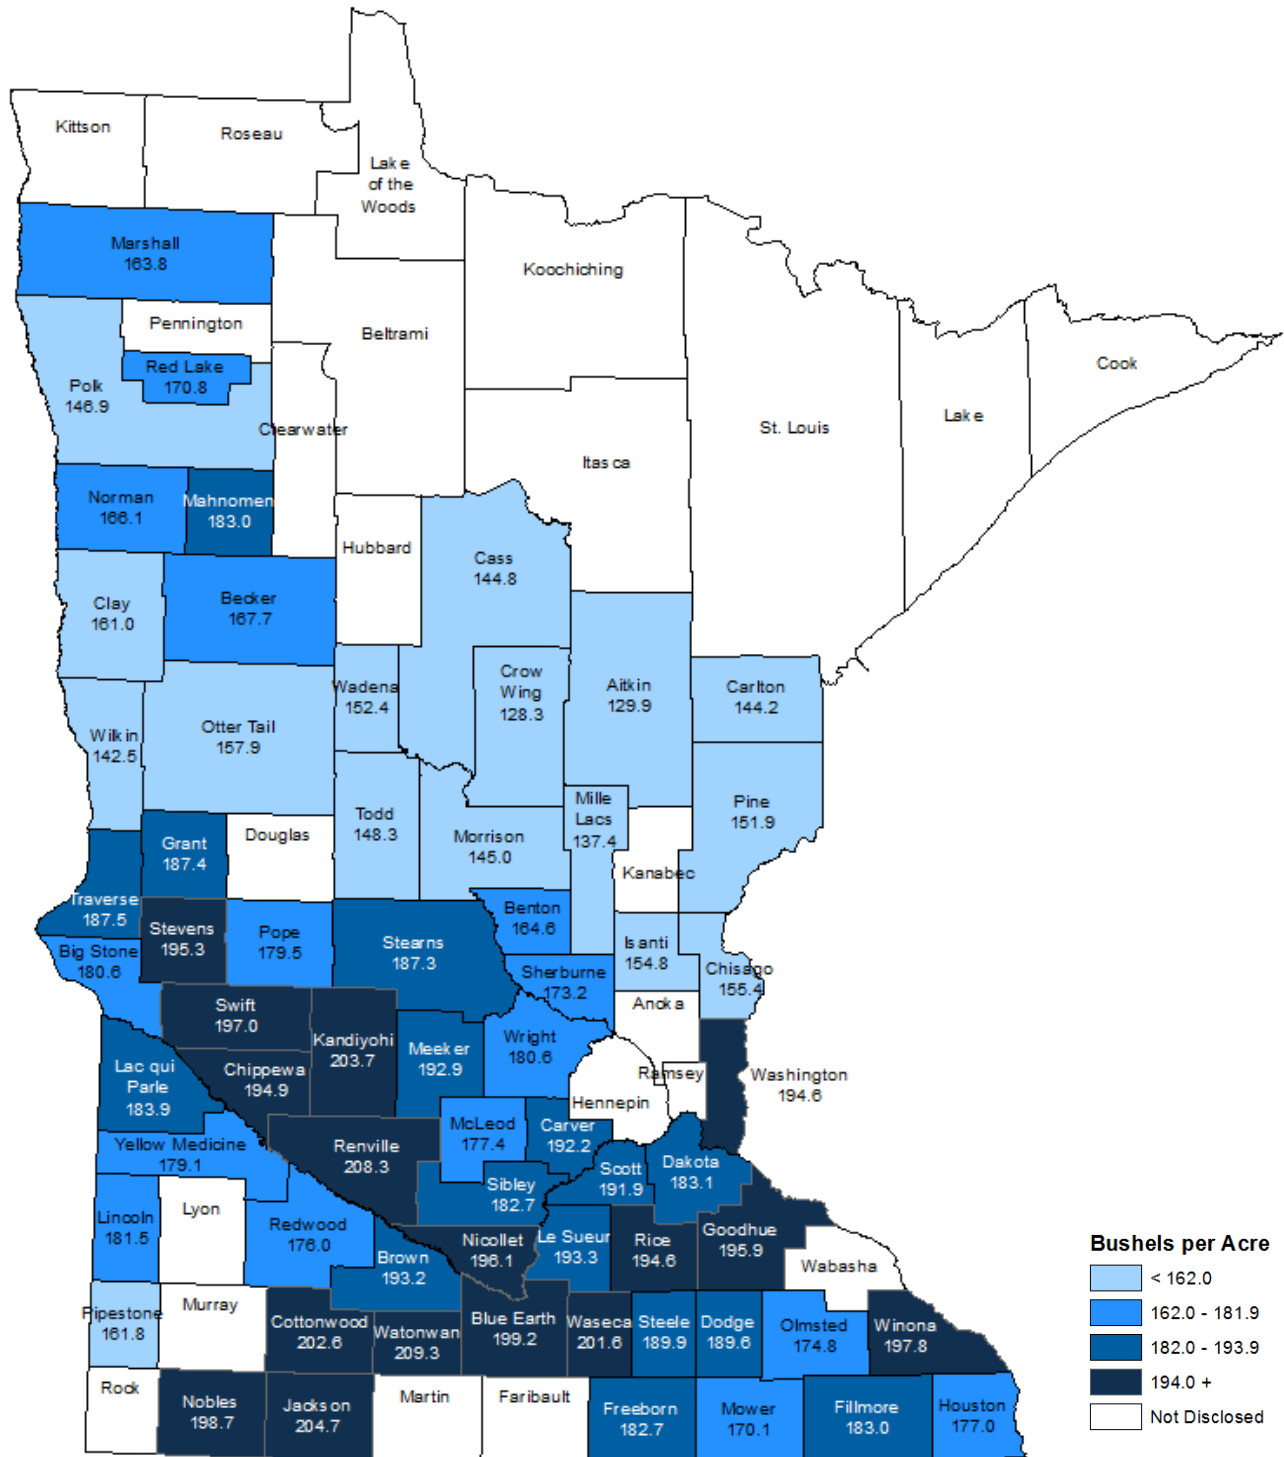 Kittson
Roseau
Lake
of the
Woods
Marshall
163.8
Koochiching
Pennington
Beltrami
Red Lake
170.8
Polk
146.9
Cook
Lake
St. Louis
Clearwater
Itasca
Norman
166.1
Mahnomen
183.0
Hubbard
Cass
144.8
Clay
161.0
Becker
167.7
Wadena
152.4
Crow
Wing
128.3
Aitkin
129.9
Carlton
144.2
Wilkin
142.5
Otter Tail
157.9
Todd
148.3
Morrison
145.0
Mille
Lacs
137.4
Pine
151.9
Grant
187.4
Douglas
Kanabec
Traverse
187.5
Stevens
195.3
Pope
179.5
Stearns
187.3
Benton
164.6
Isanti
154.8
Chisago
155.4
Big Stone
180.6
Sherburne
173.2
Anoka
Swift
197.0
Kandiyohi
203.7
Meeker
192.9
Wright
180.6
Lac qui
Parle
183.9
Chippewa
194.9
Ramsey
Washington
194.6
Hennepin
Yellow Medicine
179.1
Renville
208.3
McLeod
177.4
Carver
192.2
Sibley
182.7
Scott
191.9
Dakota
183.1
Lincoln
181.5
Lyon
Redwood
176.0
Brown
193.2
Nicollet
196.1
Le Sueur
193.3
Rice
194.6
Goodhue
195.9
Wabasha
Pipestone
161.8
Murray
Cottonwood
202.6
Watonwan
209.3
Blue Earth
199.2
Waseca
201.6
Steele
189.9
Dodge
189.6
Olmsted
174.8
Winona
197.8
Rock
Nobles
198.7
Jackson
204.7
Martin
Faribault
Freeborn
182.7
Mower
170.1
Fillmore
183.0
Houston
177.0
Bushels per Acre
< 162.0
162.0 - 181.9
182.0 - 193.9
194.0 +
Not Disclosed